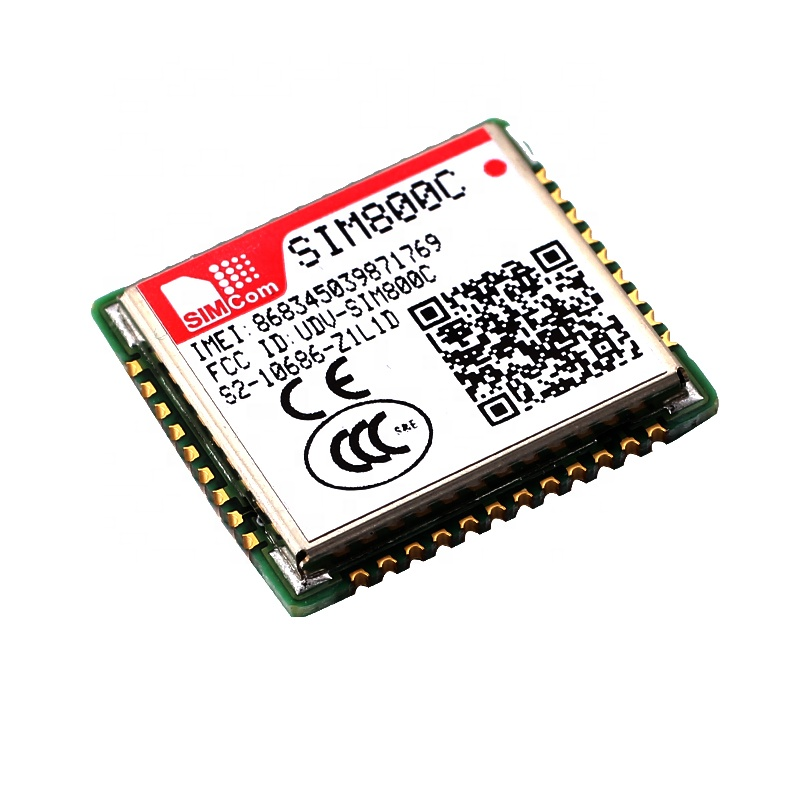 SIMCom
SIM800C
IMEI:868345039871769
FCC ID:UDV-SIM800C
S2-10686-Z1L1D
CE
CCC
S&E